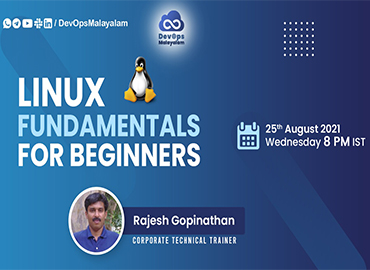 / DevOpsMalayalam
DevOps
Malayalam
LINUX
FUNDAMENTALS
FOR BEGINNERS
25th August 2021
Wednesday 8 PM IST
Rajesh Gopinathan
CORPORATE TECHNICAL TRAINER